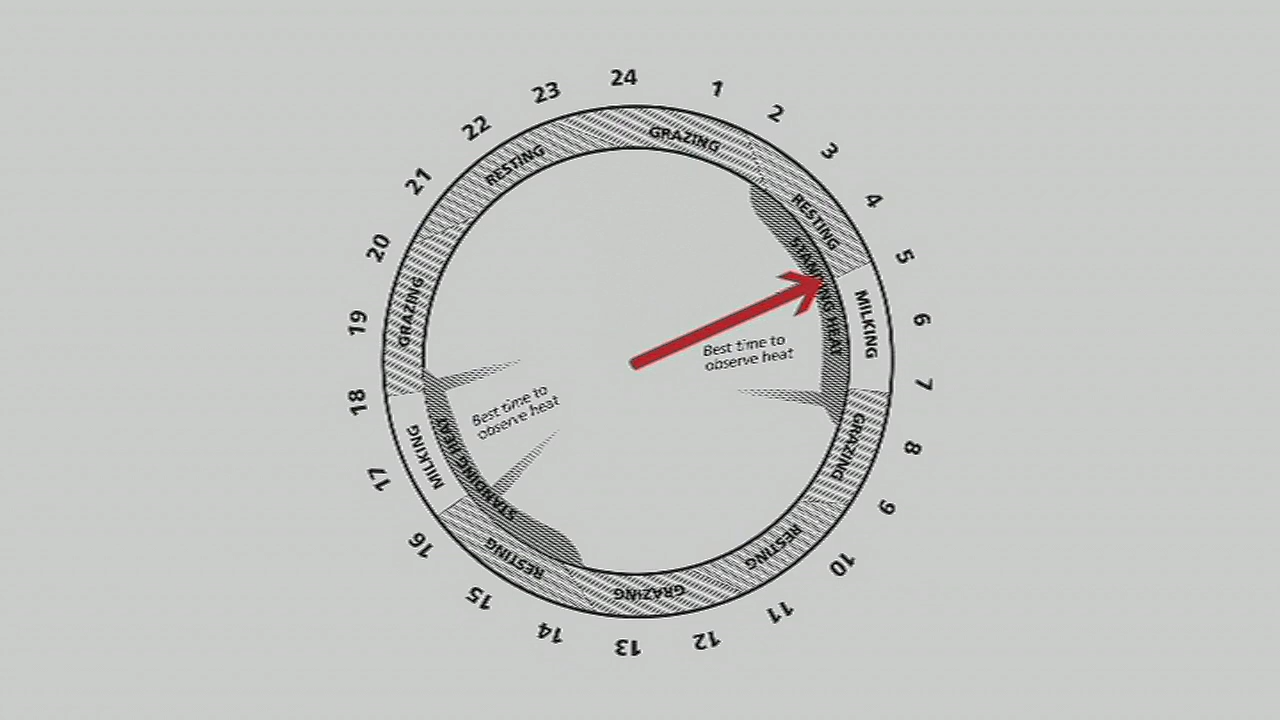 24
1
2
3
4
5
6
7
8
9
10
11
12
13
14
15
16
17
18
19
20
21
22
23
GRAZING
RESTING
MILKING
GRAZING
RESTING
GRAZING
RESTING
MILKING
GRAZING
RESTING
STANDING HEAT
Best time to
observe heat
STANDING HEAT
Best time to
observe heat